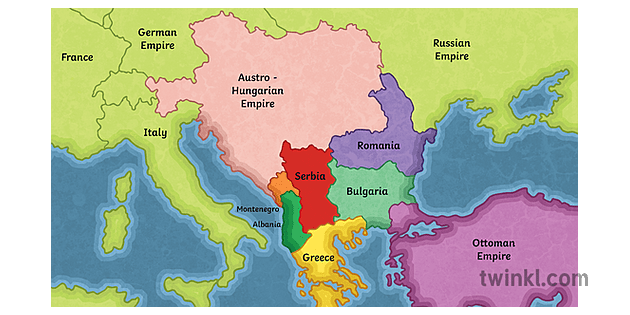 German
Empire
France
Russian
Empire
Austro -
Hungarian
Empire
Italy
Romania
Serbia
Bulgaria
Montenegro
Albania
Greece
Ottoman
Empire
twinkl.com